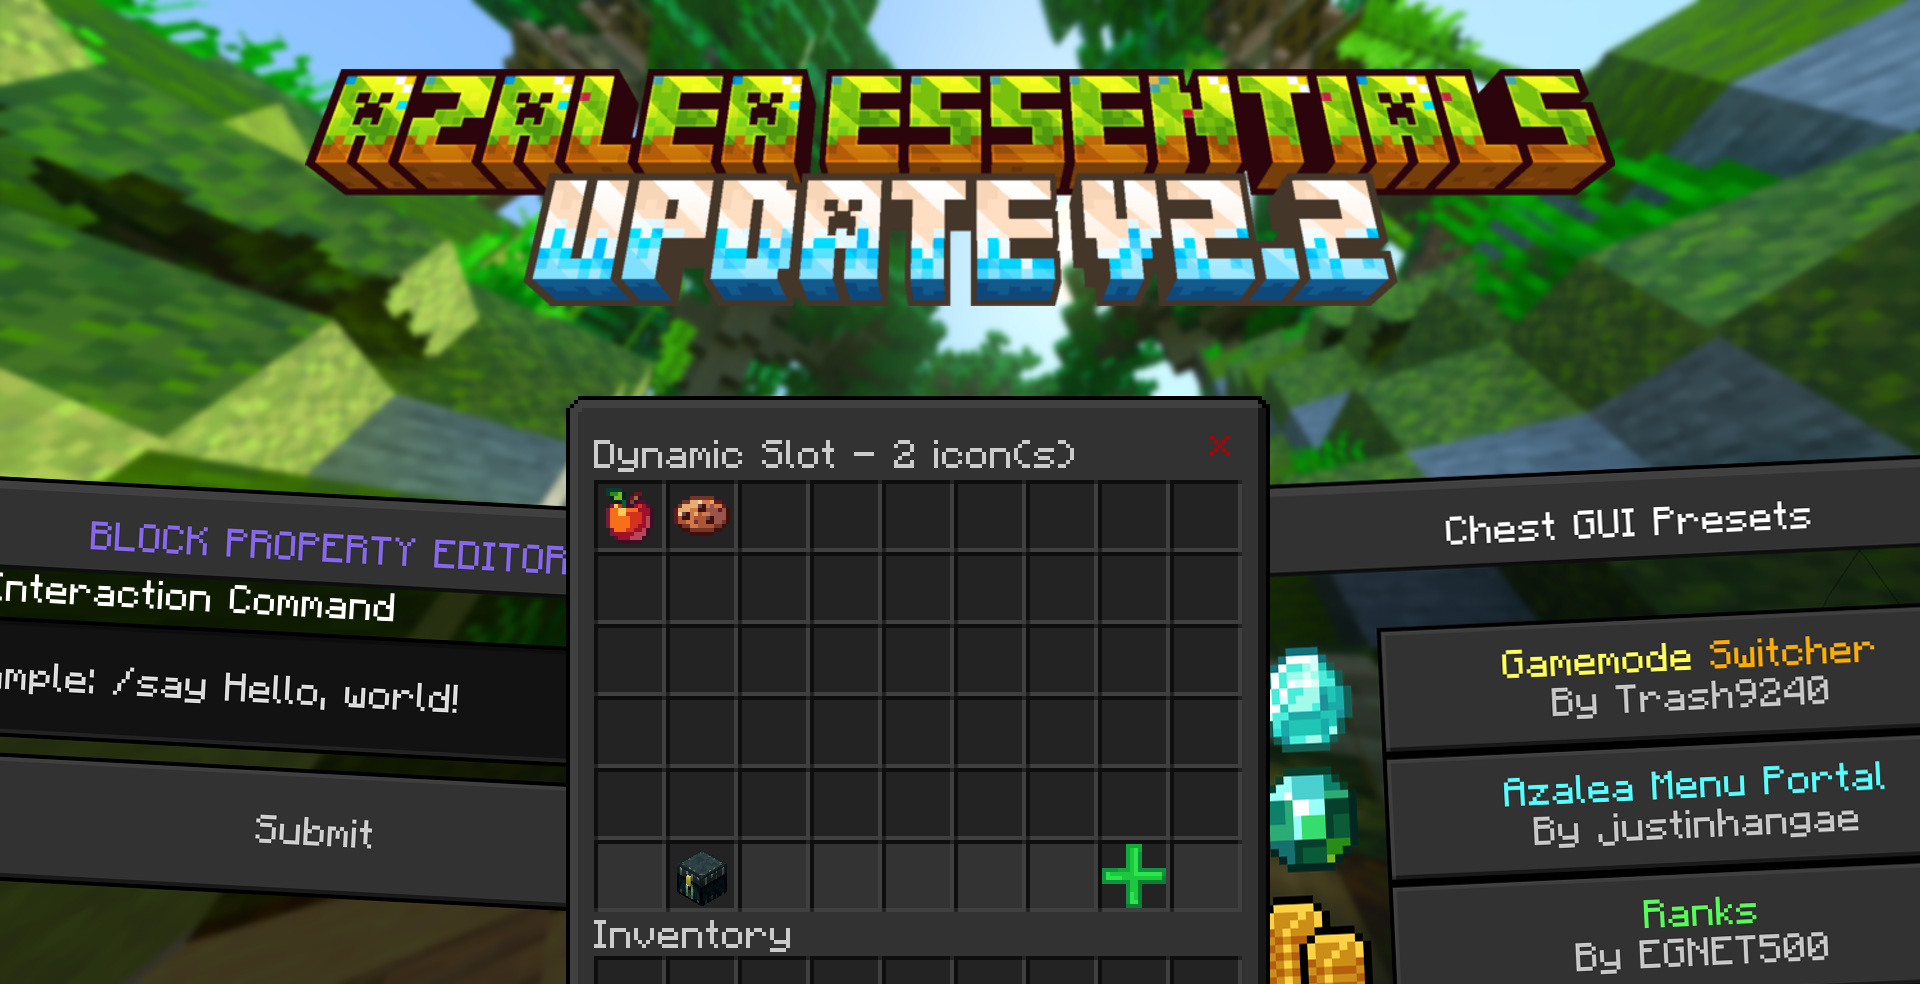 AZALEA ESSENTIALS
UPDATE V2.2
Dynamic Slot - 2 icon(s)
Inventory
BLOCK PROPERTY EDITOR
Interaction Command
/say Hello, world!
Submit
Chest GUI Presets
Gamemode Switcher
By Trash9240
Azalea Menu Portal
By justinhangae
Ranks
By EGNET500